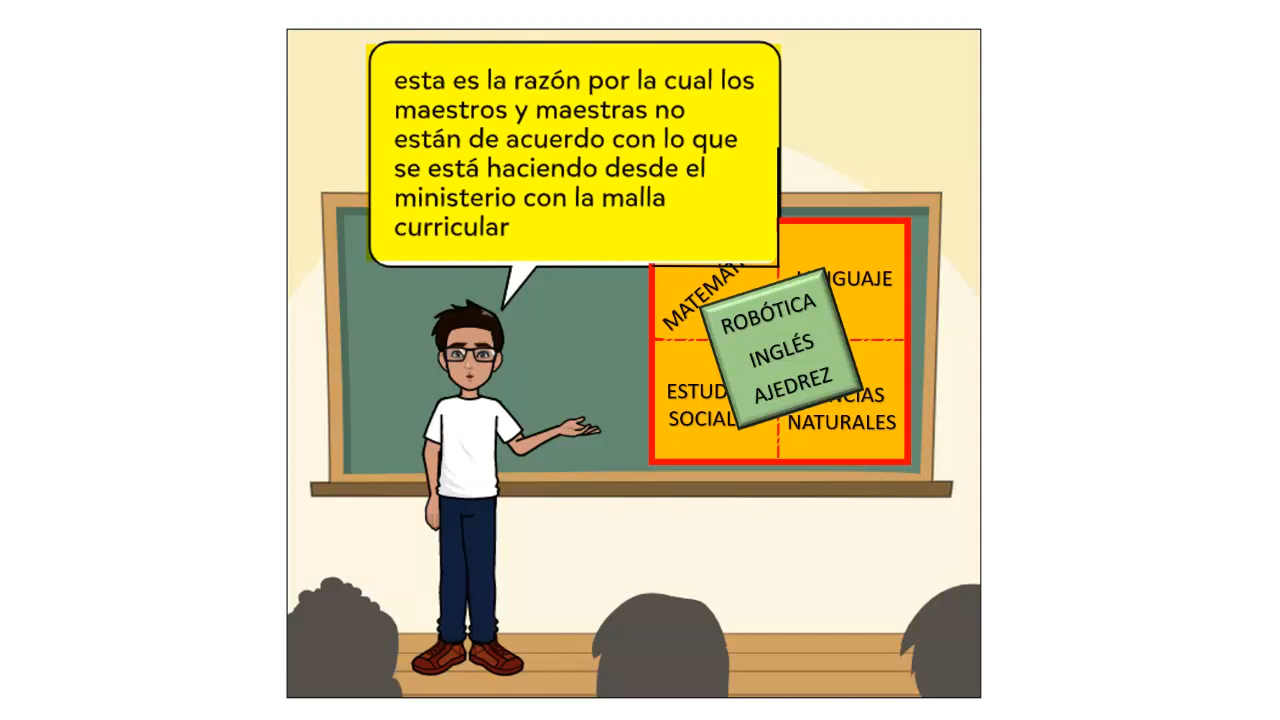 esta es la razón por la cual los
maestros y maestras no
están de acuerdo con lo que
se está haciendo desde el
ministerio con la malla
curricular
ROBÓTICA
INGLÉS
AJEDREZ
NATURALES